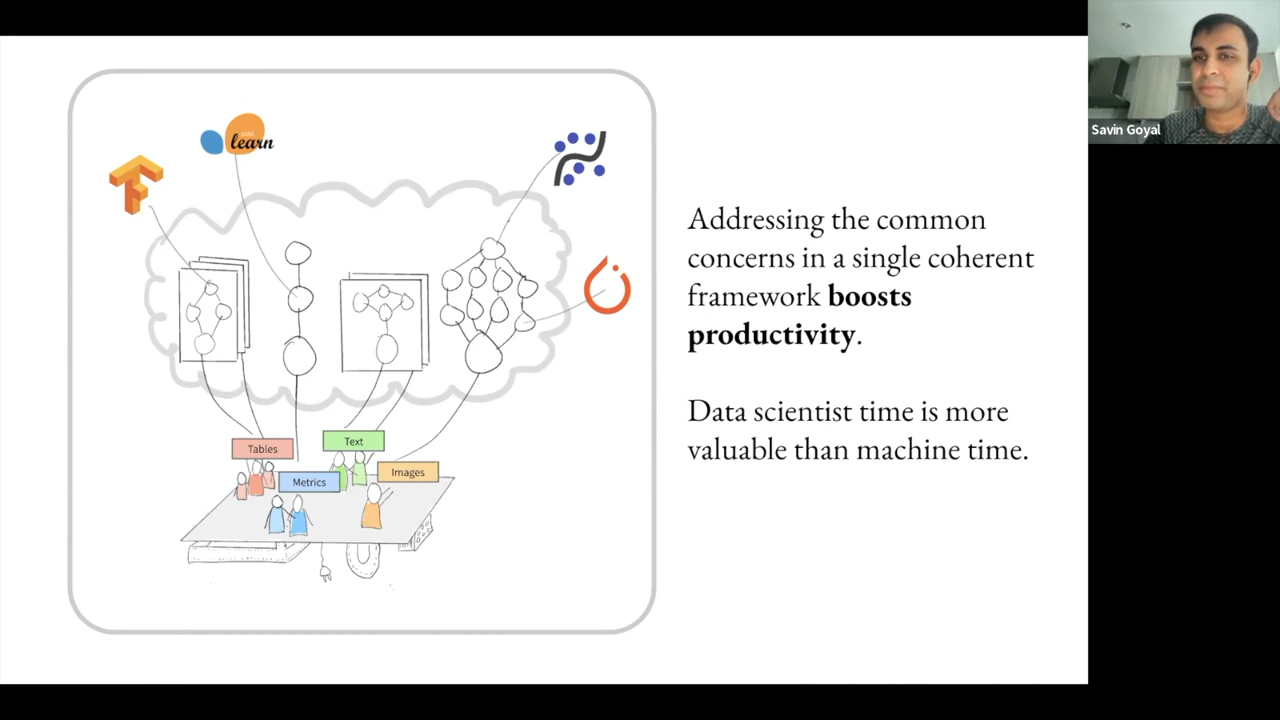 learn
Savin Goyal
Addressing the common
concerns in a single coherent
framework boosts
productivity.
Data scientist time is more
valuable than machine time.
Tables
Text
Metrics
Images